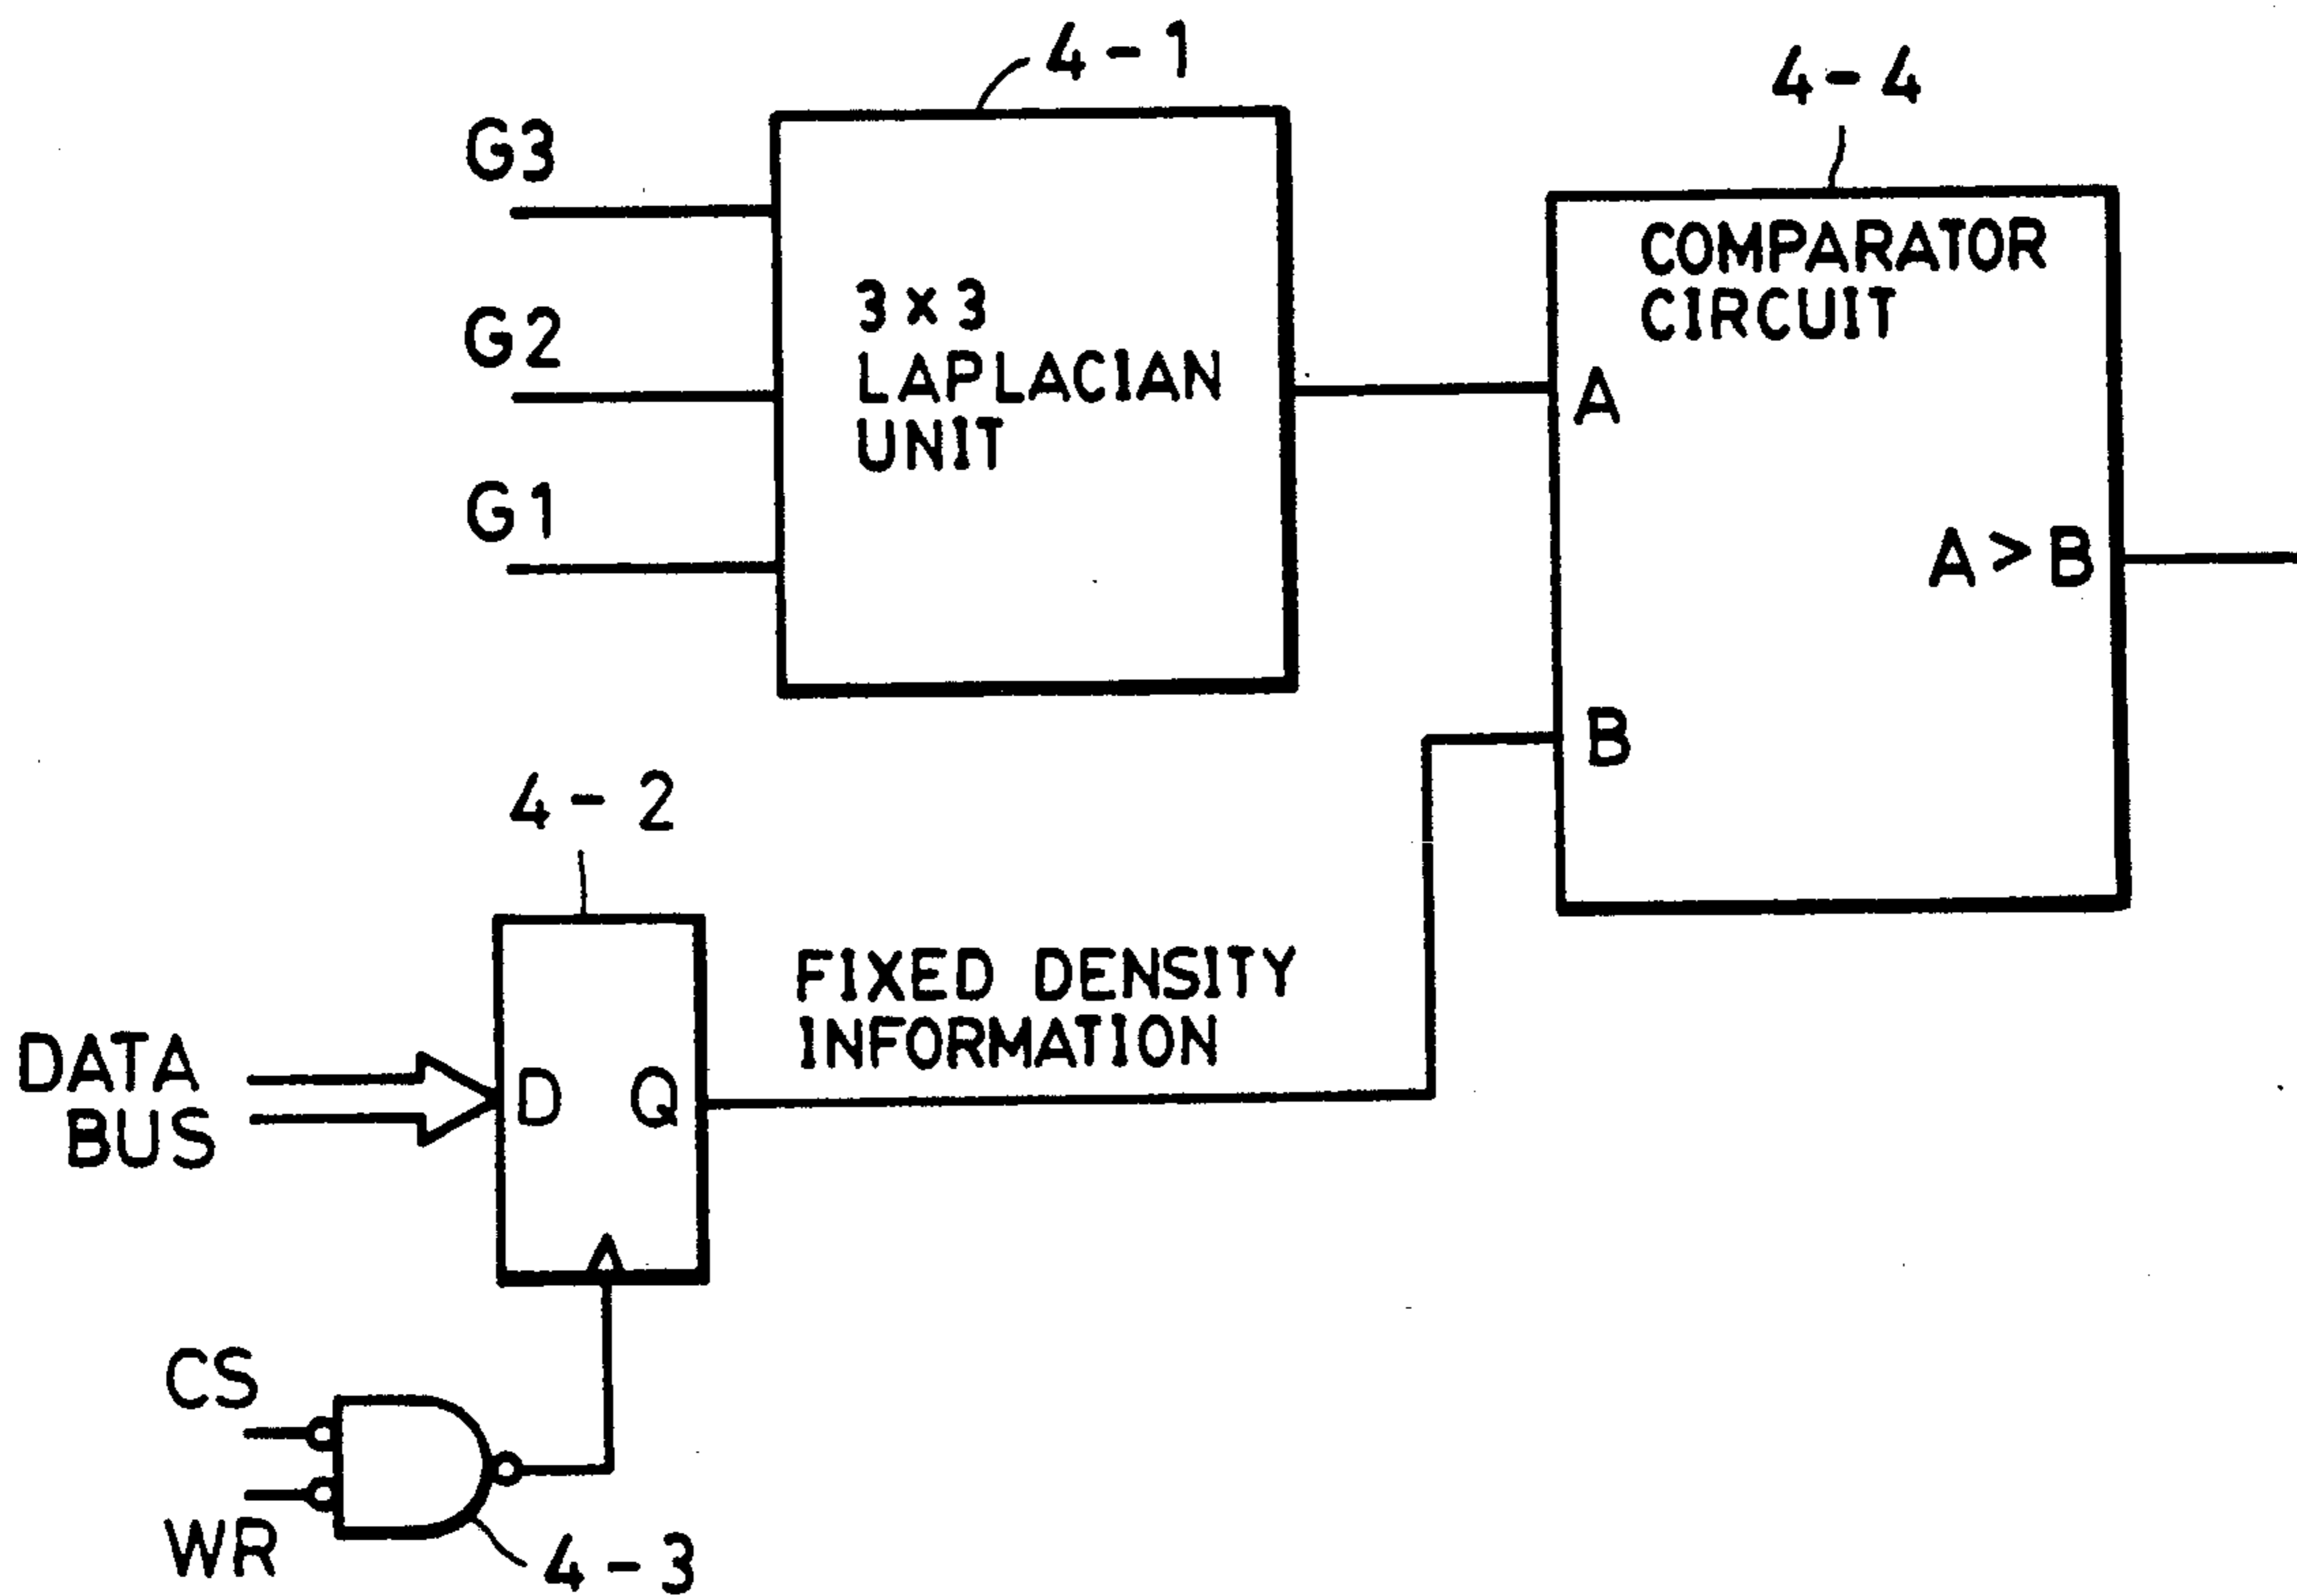 4-1
4-4
G3
G2
G1
3×3
LAPLACIAN
UNIT
COMPARATOR
CIRCUIT
A
A>B
B
4-2
FIXED DENSITY
INFORMATION
DATA
BUS
D Q
CS
WR
4-3